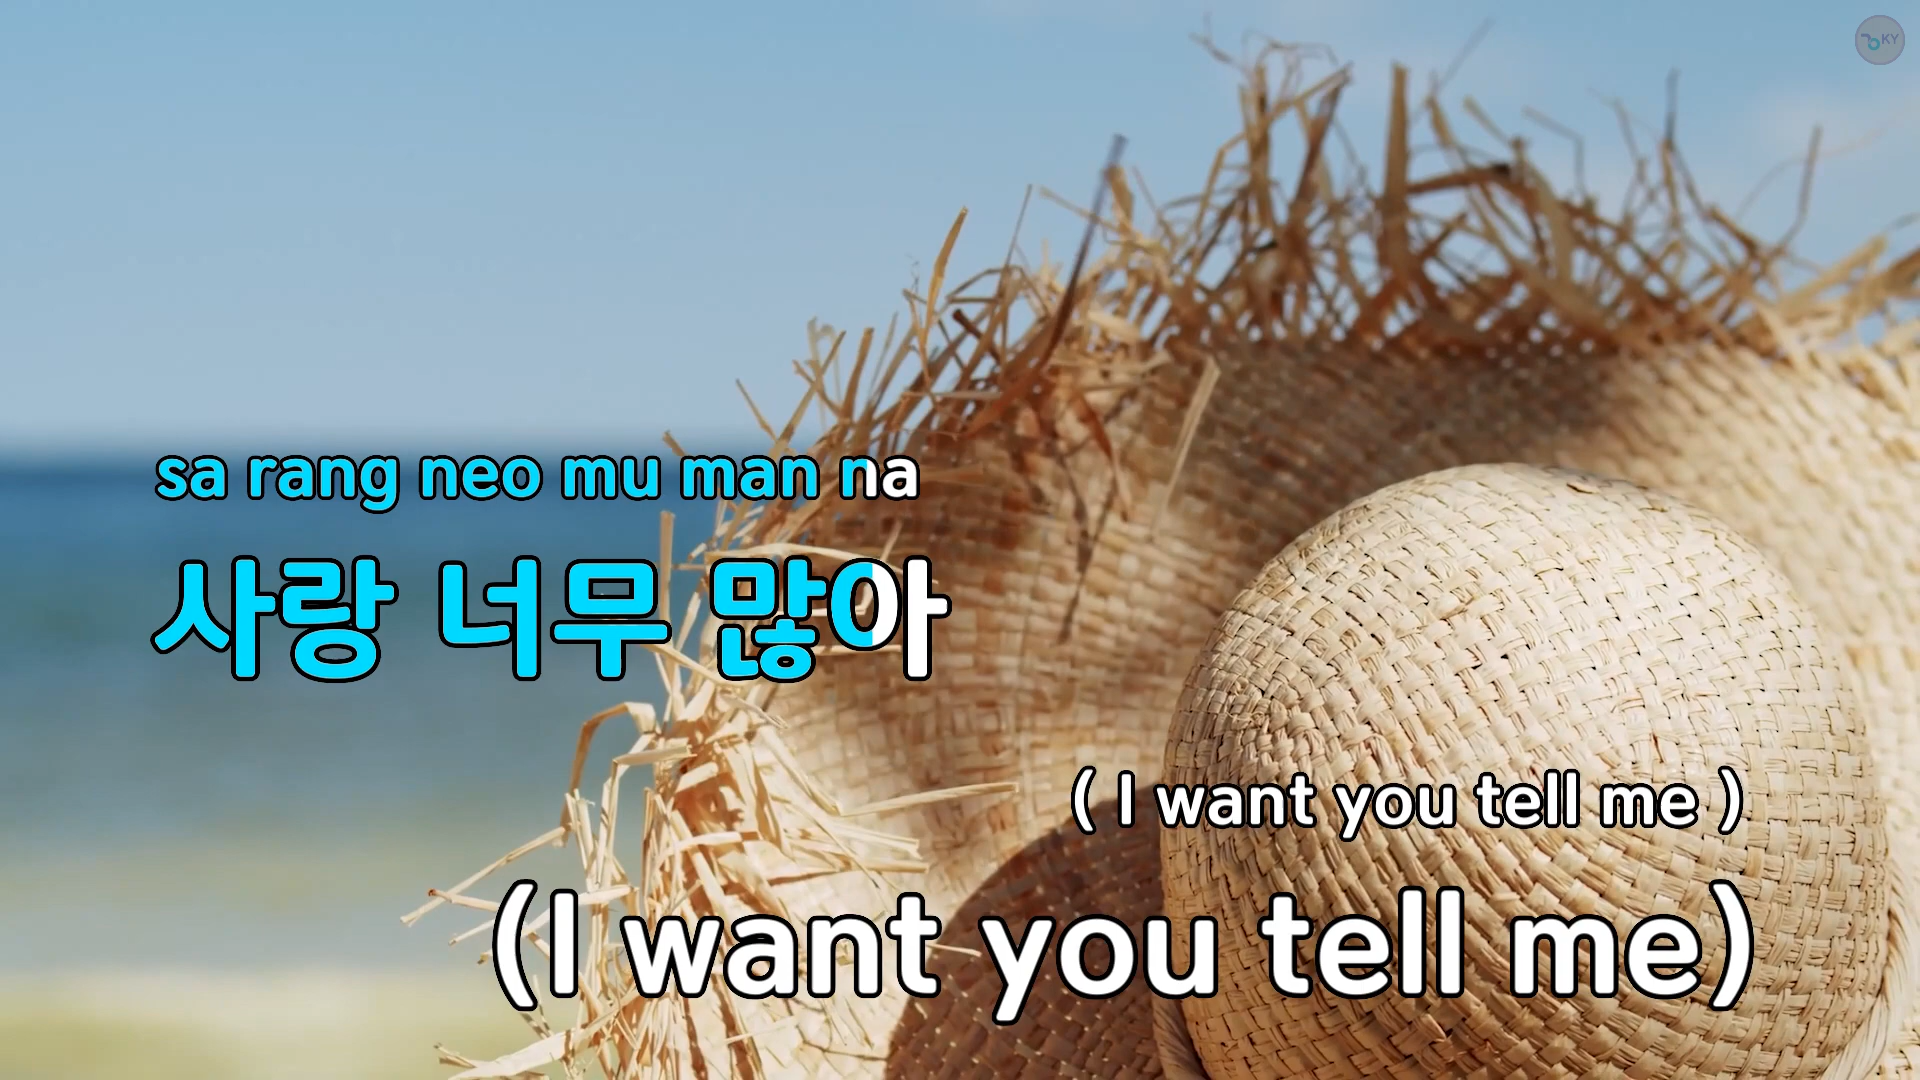 KY
sa rang neo mu man na
사랑 너무 많아
( I want you tell me )
(I want you tell me)